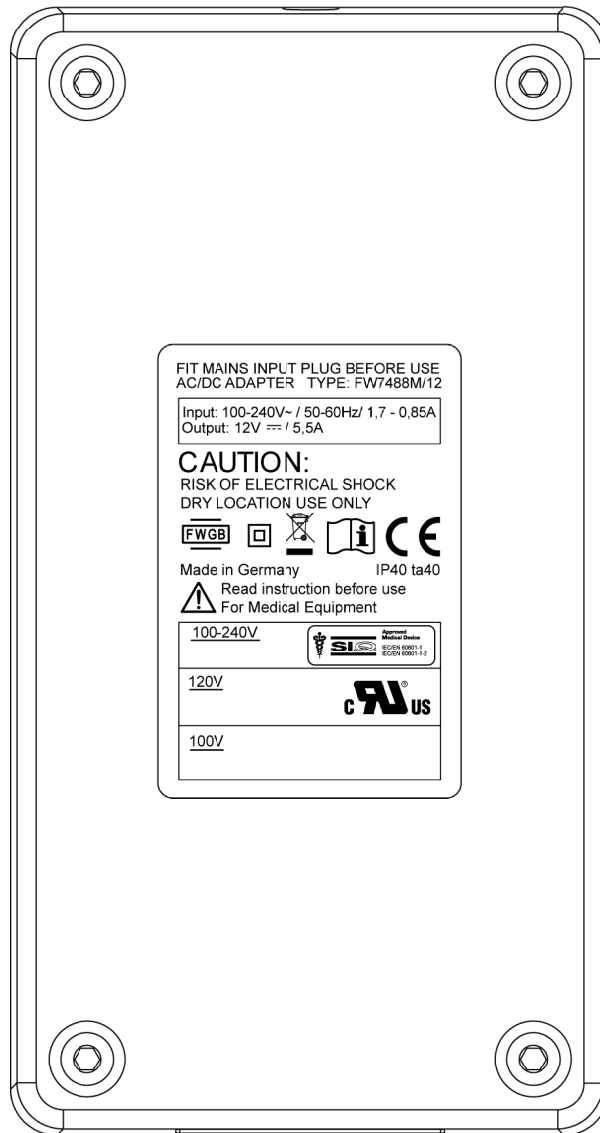 FIT MAINS INPUT PLUG BEFORE USE
AC/DC ADAPTER TYPE: FW7488M/12
Input: 100-240V~ / 50-60Hz/ 1,7 - 0,85A
Output: 12V ⎓ / 5,5A
CAUTION:
RISK OF ELECTRICAL SHOCK
DRY LOCATION USE ONLY
FWGB i CE
Made in Germany IP40 ta40
Read instruction before use
For Medical Equipment
100-240V
SIQ
Approved
Medical Device
IEC/EN 60601-1
IEC/EN 60601-1-2
120V
c RU ® US
100V